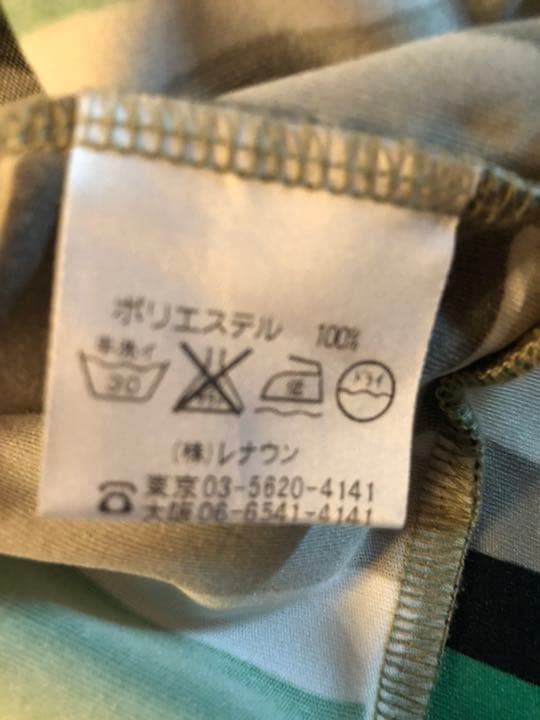 ポリエステル 100%
手洗イ
30
低
ドライ
(株)レナウン
東京03-5620-4141
大阪06-6541-4141